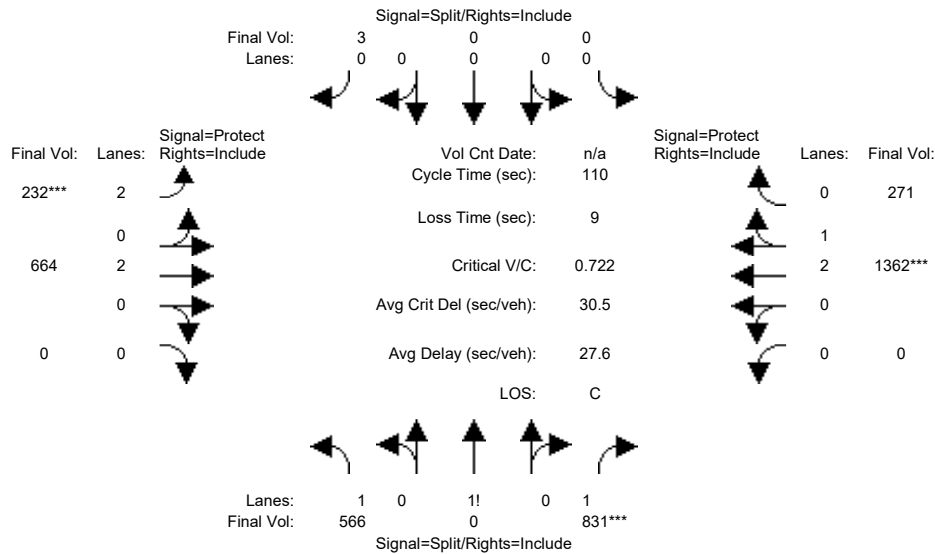 Signal=Split/Rights=Include
Final Vol: 3 0 0
Lanes: 0 0 0 0 0
Signal=Protect Signal=Protect
Final Vol: Lanes: Rights=Include Vol Cnt Date: n/a Rights=Include Lanes: Final Vol:
Cycle Time (sec): 110
232*** 2 0 271
Loss Time (sec): 9
0 1
664 2 Critical V/C: 0.722 2 1362***
0 Avg Crit Del (sec/veh): 30.5 0
0 0 Avg Delay (sec/veh): 27.6 0 0
LOS: C
Lanes: 1 0 1! 0 1
Final Vol: 566 0 831***
Signal=Split/Rights=Include